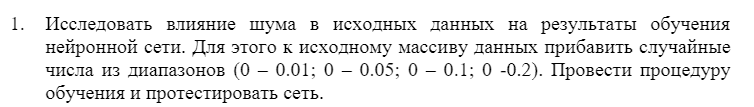 1. Исследовать влияние шума в исходных данных на результаты обучения
нейронной сети. Для этого к исходному массиву данных прибавить случайные
числа из диапазонов (0 – 0.01; 0 – 0.05; 0 – 0.1; 0 -0.2). Провести процедуру
обучения и протестировать сеть.